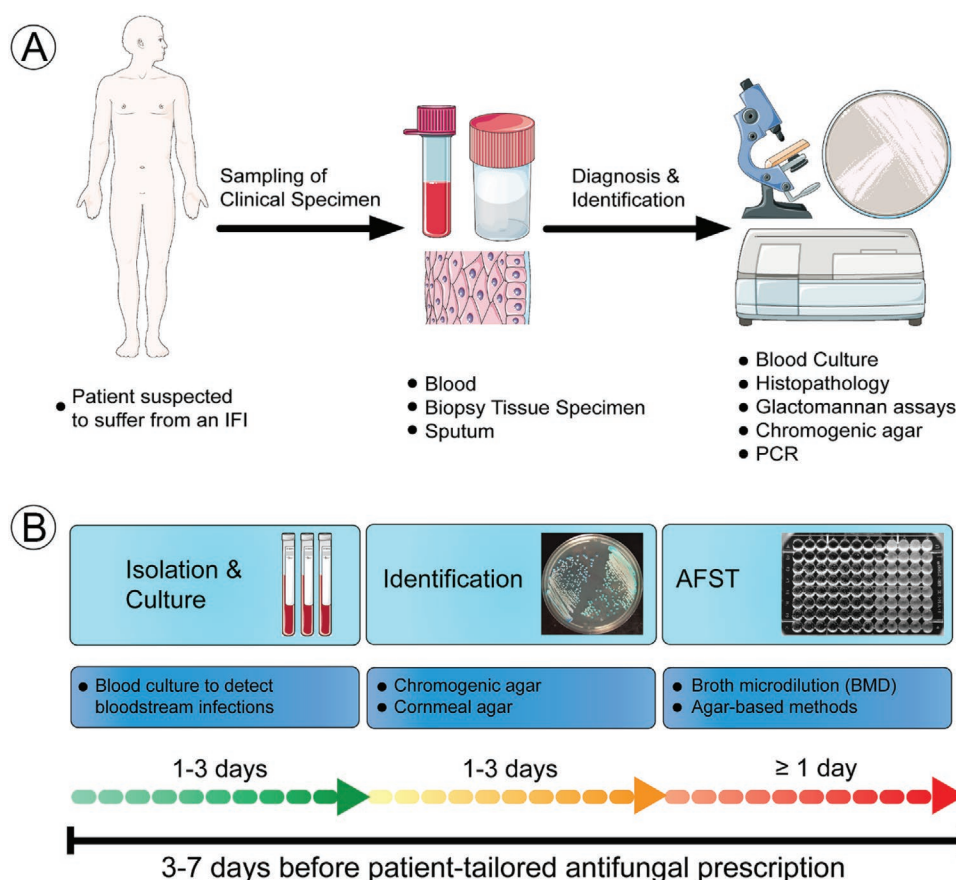 A
Sampling of
Clinical Specimen
Diagnosis &
Identification
● Patient suspected
to suffer from an IFI
● Blood
● Biopsy Tissue Specimen
● Sputum
● Blood Culture
● Histopathology
● Glactomannan assays
● Chromogenic agar
● PCR
B
Isolation &
Culture
Identification
AFST
● Blood culture to detect
bloodstream infections
● Chromogenic agar
● Cornmeal agar
● Broth microdilution (BMD)
● Agar-based methods
1-3 days
1-3 days
≥ 1 day
3-7 days before patient-tailored antifungal prescription